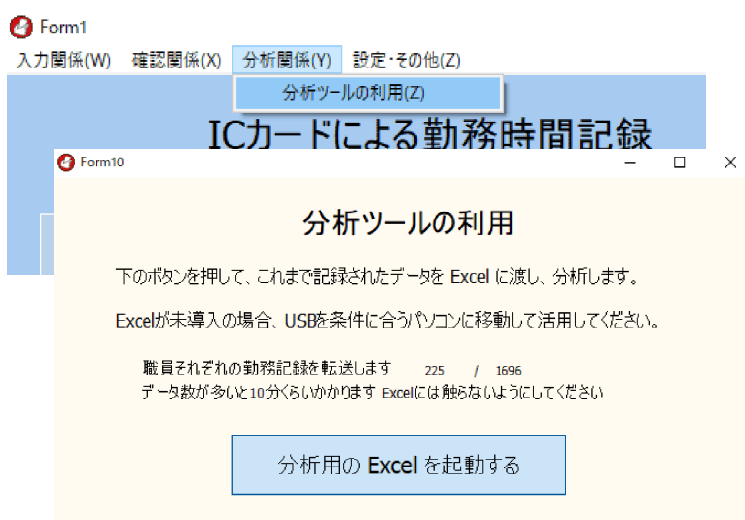 Form1
入力関係(W) 確認関係(X) 分析関係(Y) 設定・その他(Z)
分析ツールの利用(Z)
ICカードによる勤務時間記録
Form10
分析ツールの利用
下のボタンを押して、これまで記録されたデータを Excel に渡し、分析します。
Excelが未導入の場合、USBを条件に合うパソコンに移動して活用してください。
職員それぞれの勤務記録を転送します 225 / 1696
データ数が多いと10分くらいかかります Excelには触らないようにしてください
分析用の Excel を起動する